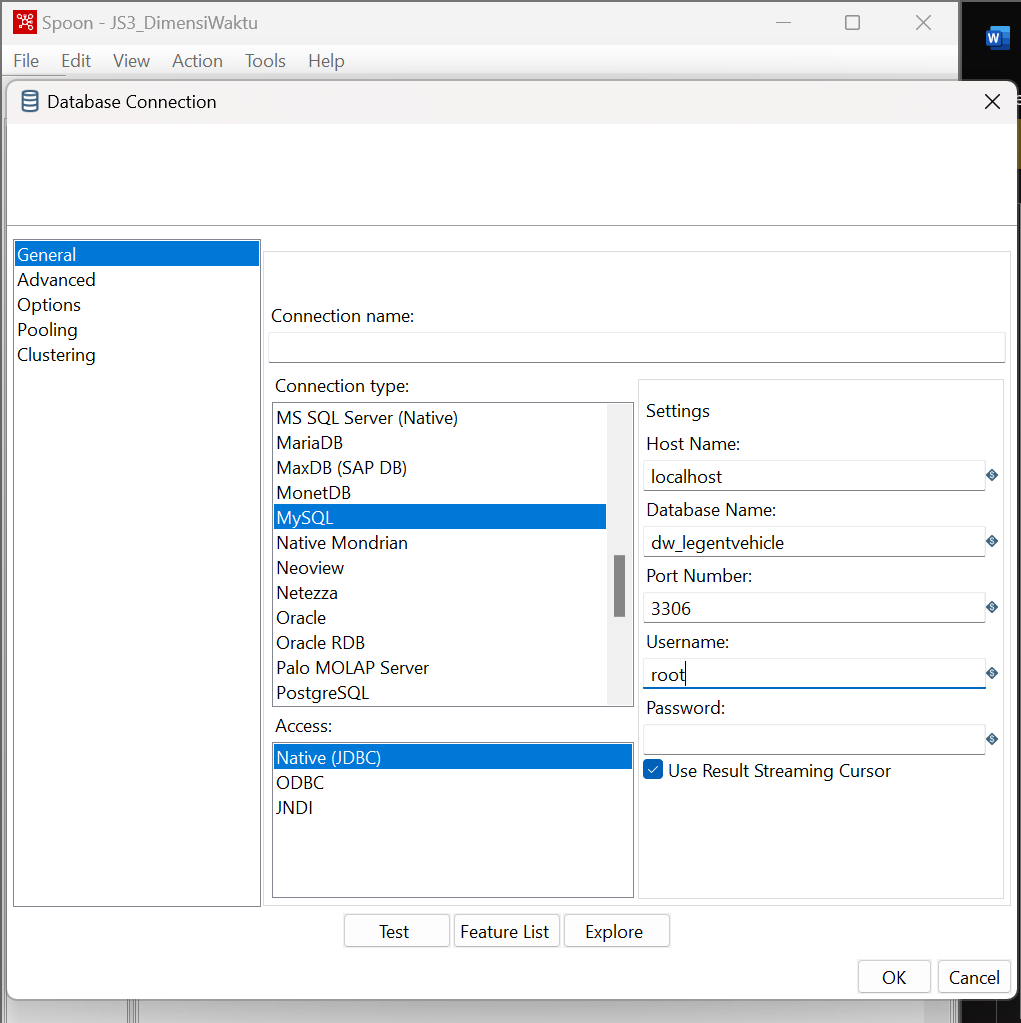 Spoon - JS3_DimensiWaktu
File Edit View Action Tools Help
W
Database Connection
General
Advanced
Options
Pooling
Clustering
Connection name:
Connection type:
MS SQL Server (Native)
MariaDB
MaxDB (SAP DB)
MonetDB
MySQL
Native Mondrian
Neoview
Netezza
Oracle
Oracle RDB
Palo MOLAP Server
PostgreSQL
Access:
Native (JDBC)
ODBC
JNDI
Settings
Host Name:
localhost
Database Name:
dw_legentvehicle
Port Number:
3306
Username:
root
Password:
Use Result Streaming Cursor
Test Feature List Explore
OK Cancel